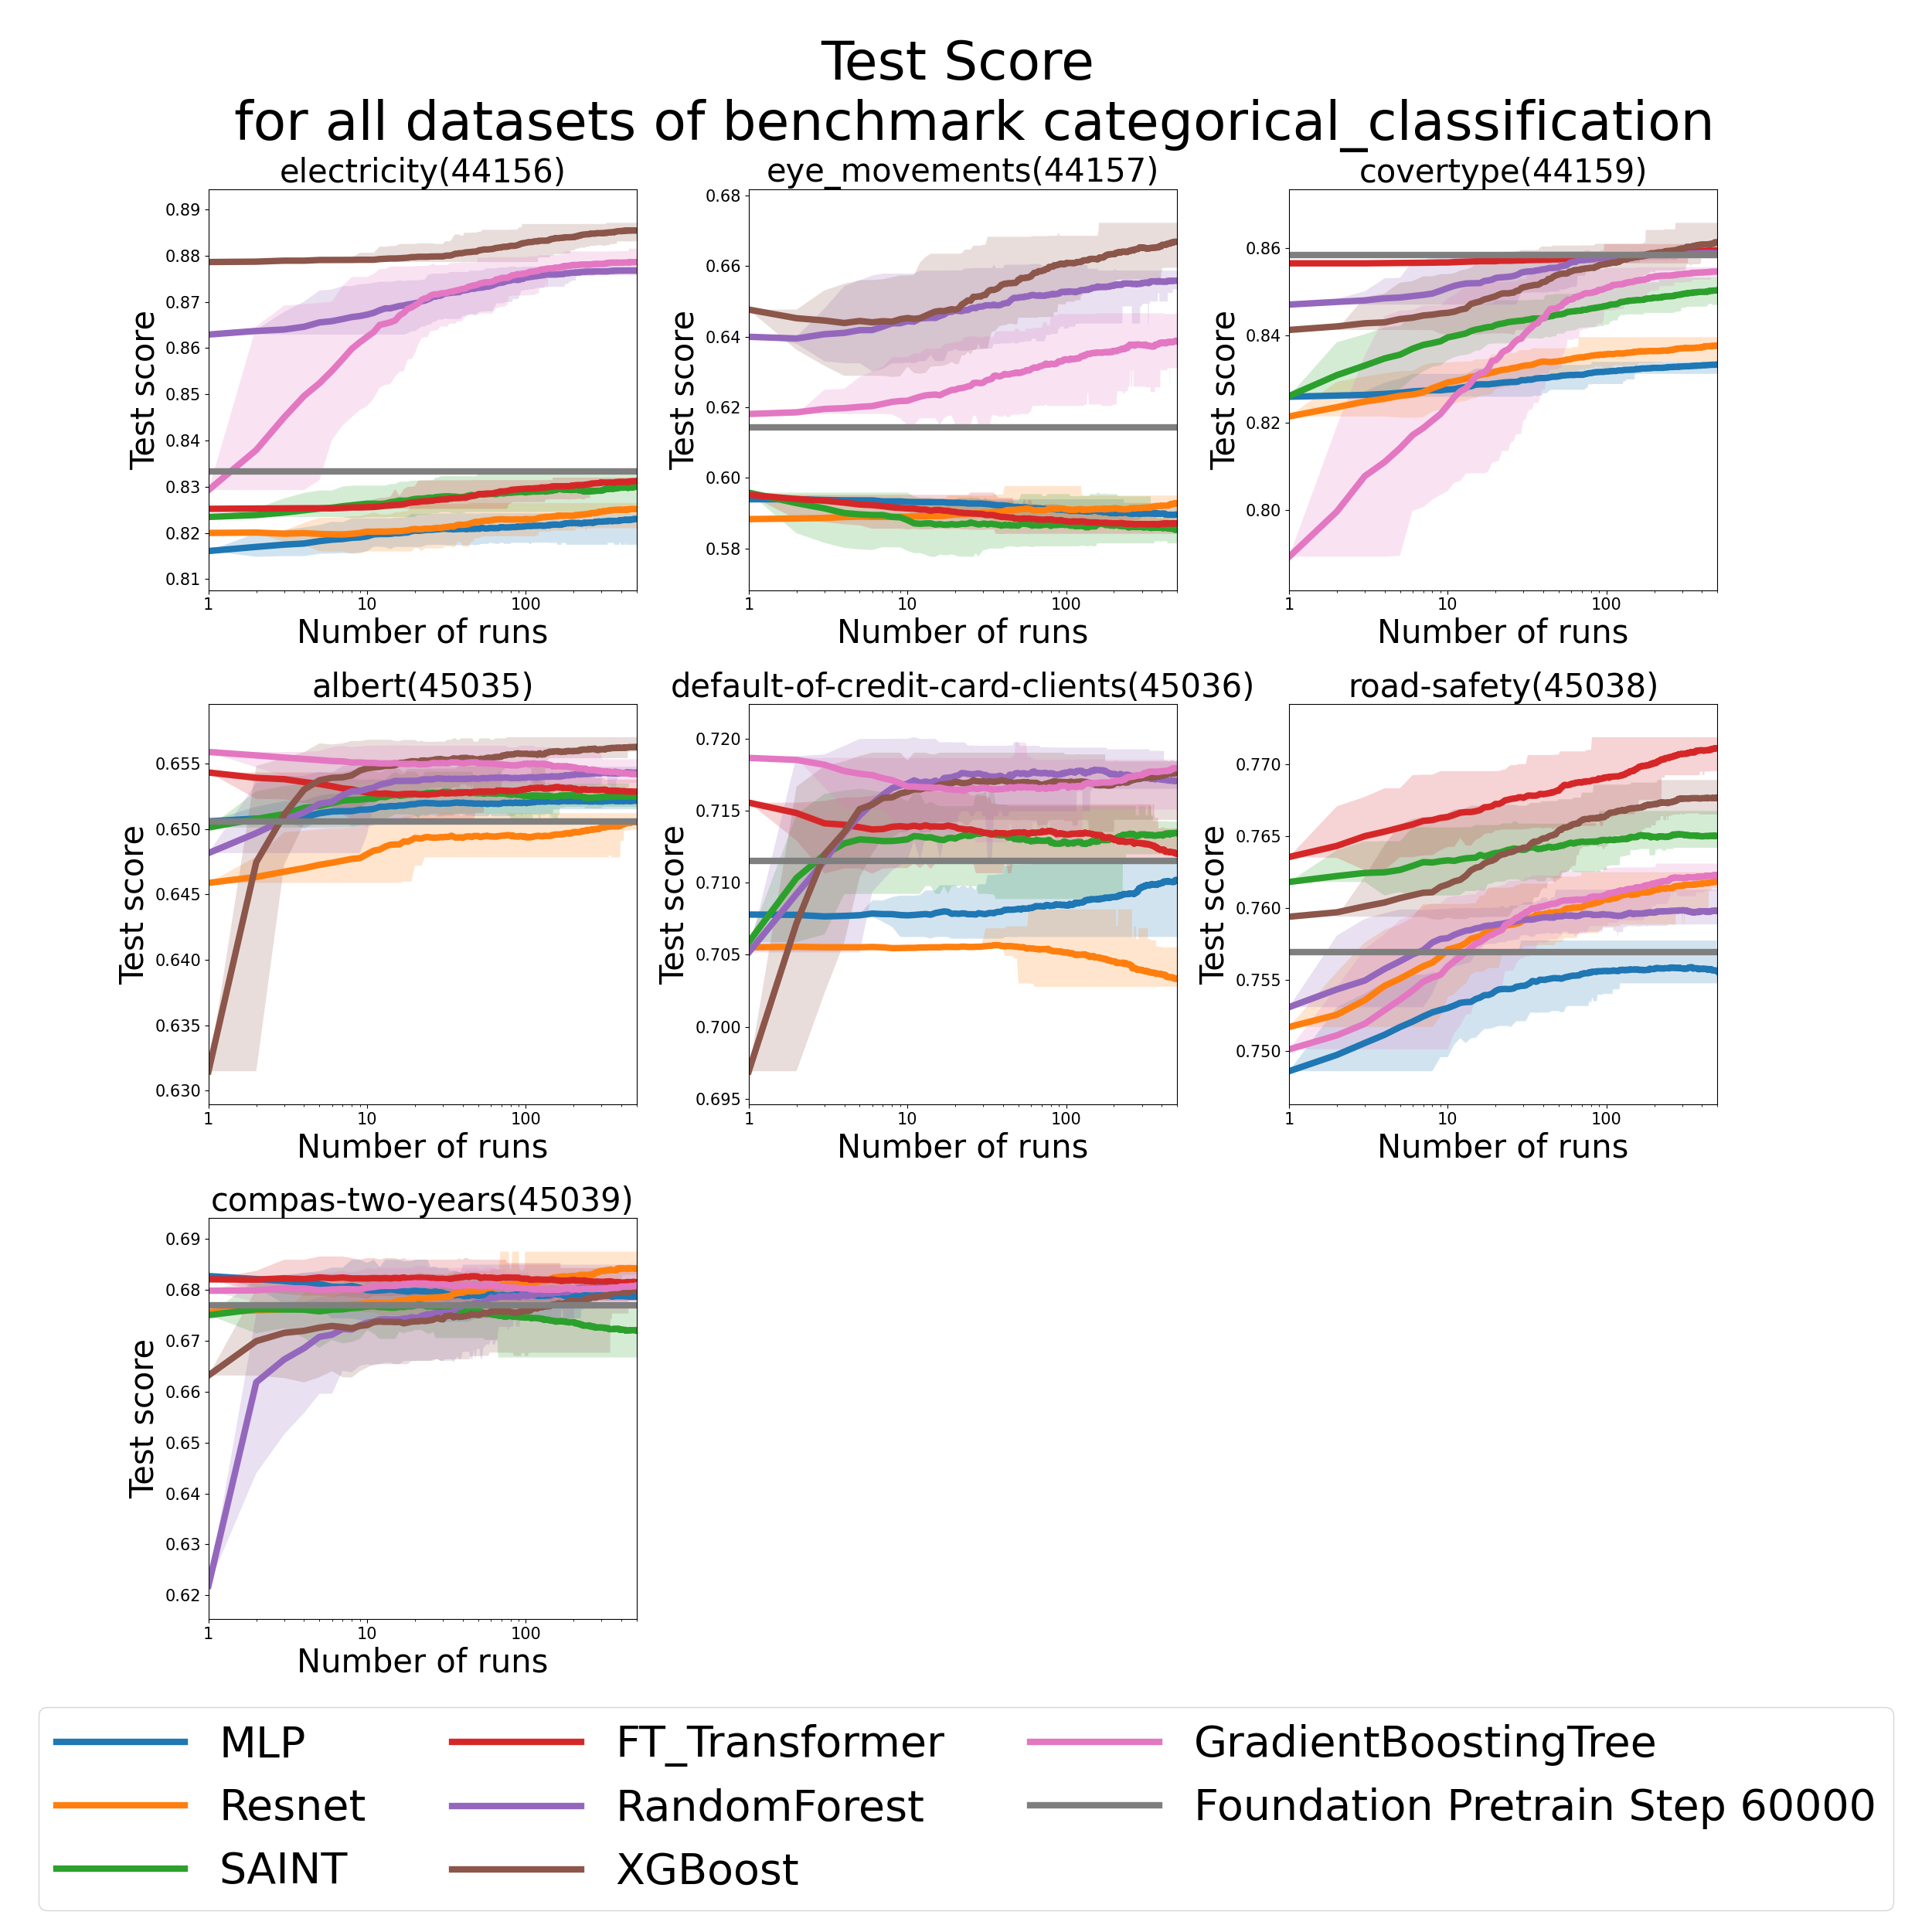 Test Score
for all datasets of benchmark categorical_classification
electricity(44156)
eye_movements(44157)
covertype(44159)
0.89
0.88
0.87
0.86
0.85
0.84
0.83
0.82
0.81
Test score
1
10
100
Number of runs
0.68
0.66
0.64
0.62
0.60
0.58
Test score
1
10
100
Number of runs
0.86
0.84
0.82
0.80
Test score
1
10
100
Number of runs
albert(45035)
default-of-credit-card-clients(45036)
road-safety(45038)
0.655
0.650
0.645
0.640
0.635
0.630
Test score
1
10
100
Number of runs
0.720
0.715
0.710
0.705
0.700
0.695
Test score
1
10
100
Number of runs
0.770
0.765
0.760
0.755
0.750
Test score
1
10
100
Number of runs
compas-two-years(45039)
0.69
0.68
0.67
0.66
0.65
0.64
0.63
0.62
Test score
1
10
100
Number of runs
MLP
Resnet
SAINT
FT_Transformer
RandomForest
XGBoost
GradientBoostingTree
Foundation Pretrain Step 60000